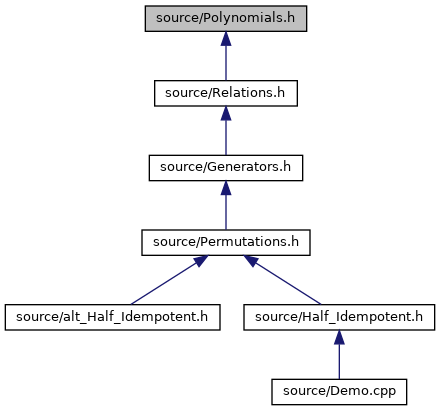 source/Polynomials.h
source/Relations.h
source/Generators.h
source/Permutations.h
source/alt_Half_Idempotent.h
source/Half_Idempotent.h
source/Demo.cpp